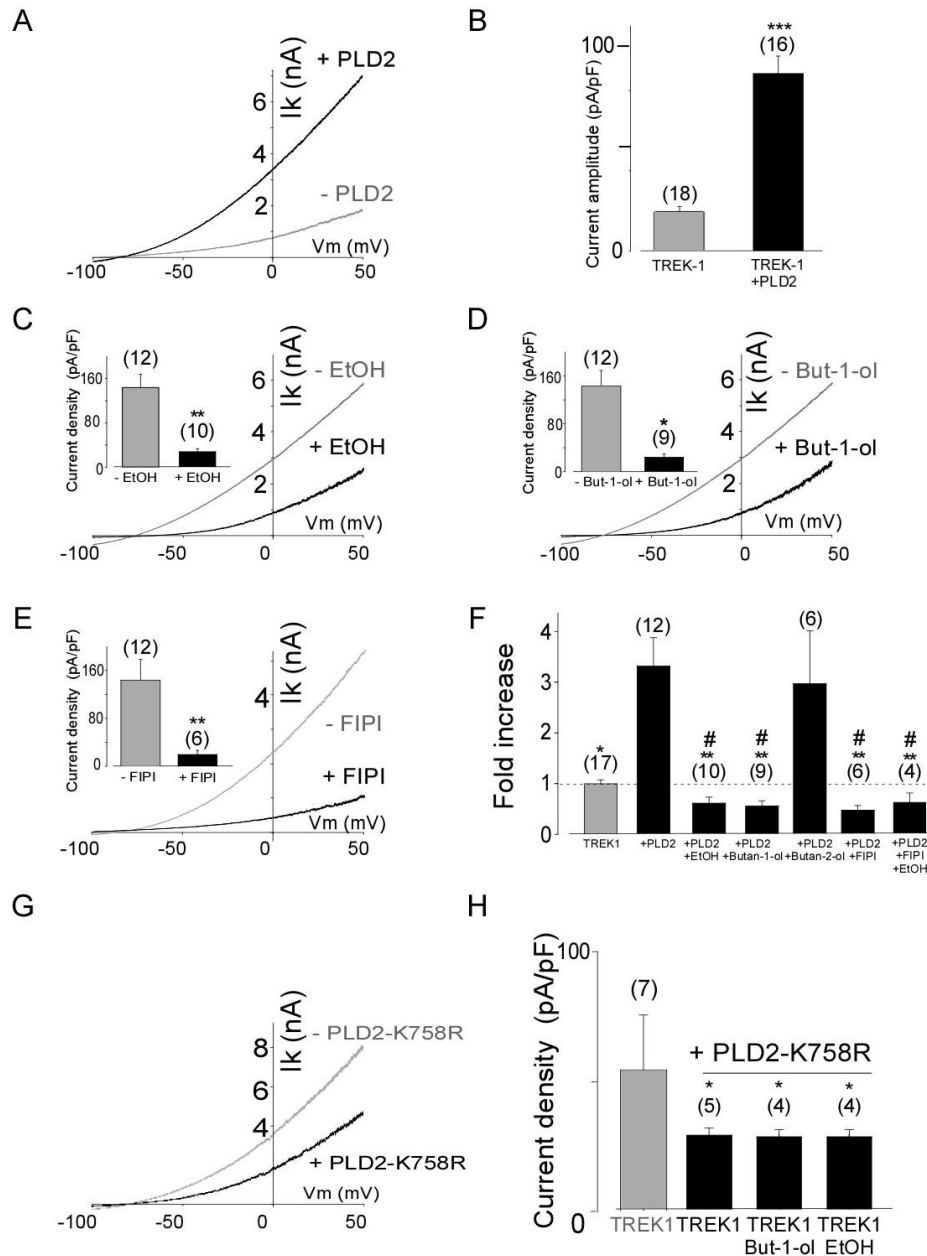 A
+ PLD2
Ik (nA)
6
4
2
- PLD2
Vm (mV)
-100
-50
0
50
B
Current amplitude (pA/pF)
100
0
***
(16)
(18)
TREK-1
TREK-1
+PLD2
C
Current density (pA/pF)
160
80
0
(12)
**
(10)
- EtOH
+ EtOH
Ik (nA)
- EtOH
6
4
+ EtOH
2
Vm (mV)
-100
-50
0
50
D
Current density (pA/pF)
160
80
0
(12)
*
(9)
- But-1-ol
+ But-1-ol
Ik (nA)
6
- But-1-ol
4
+ But-1-ol
2
Vm (mV)
-100
-50
0
50
E
Current density (pA/pF)
160
80
0
(12)
**
(6)
- FIPI
+ FIPI
Ik (nA)
4
- FIPI
+ FIPI
Vm (mV)
-100
-50
0
50
F
Fold increase
4
3
2
1
0
*
(17)
(12)
#
**
(10)
#
**
(9)
(6)
#
**
(6)
#
**
(4)
TREK1
+PLD2
+PLD2
+EtOH
+PLD2
+Butan-1-ol
+PLD2
+Butan-2-ol
+PLD2
+FIPI
+PLD2
+FIPI
+EtOH
G
Ik (nA)
- PLD2-K758R
8
6
4
+ PLD2-K758R
Vm (mV)
-100
-50
0
50
H
Current density (pA/pF)
100
0
(7)
+ PLD2-K758R
*
(5)
*
(4)
*
(4)
TREK1
TREK1
TREK1
But-1-ol
TREK1
EtOH